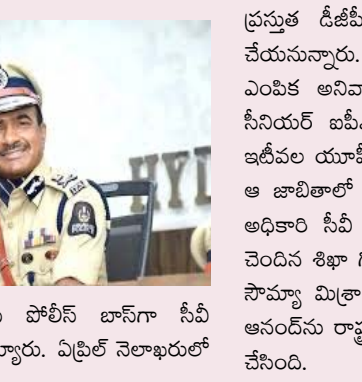 HYD
పోలీస్ బాస్‌గా సీవీ
య్యారు. ఏప్రిల్ నెలాఖరులో
ప్రస్తుత డీజీపీ
చేయనున్నారు.
ఎంపిక అనివా
సీనియర్ ఐపీఎ
ఇటీవల యూపీ
ఆ జాబితాలో
అధికారి సీవీ
చెందిన శిఖా గ
సౌమ్యా మిశ్రా
ఆనంద్‌ను రాష్ట్ర
చేసింది.